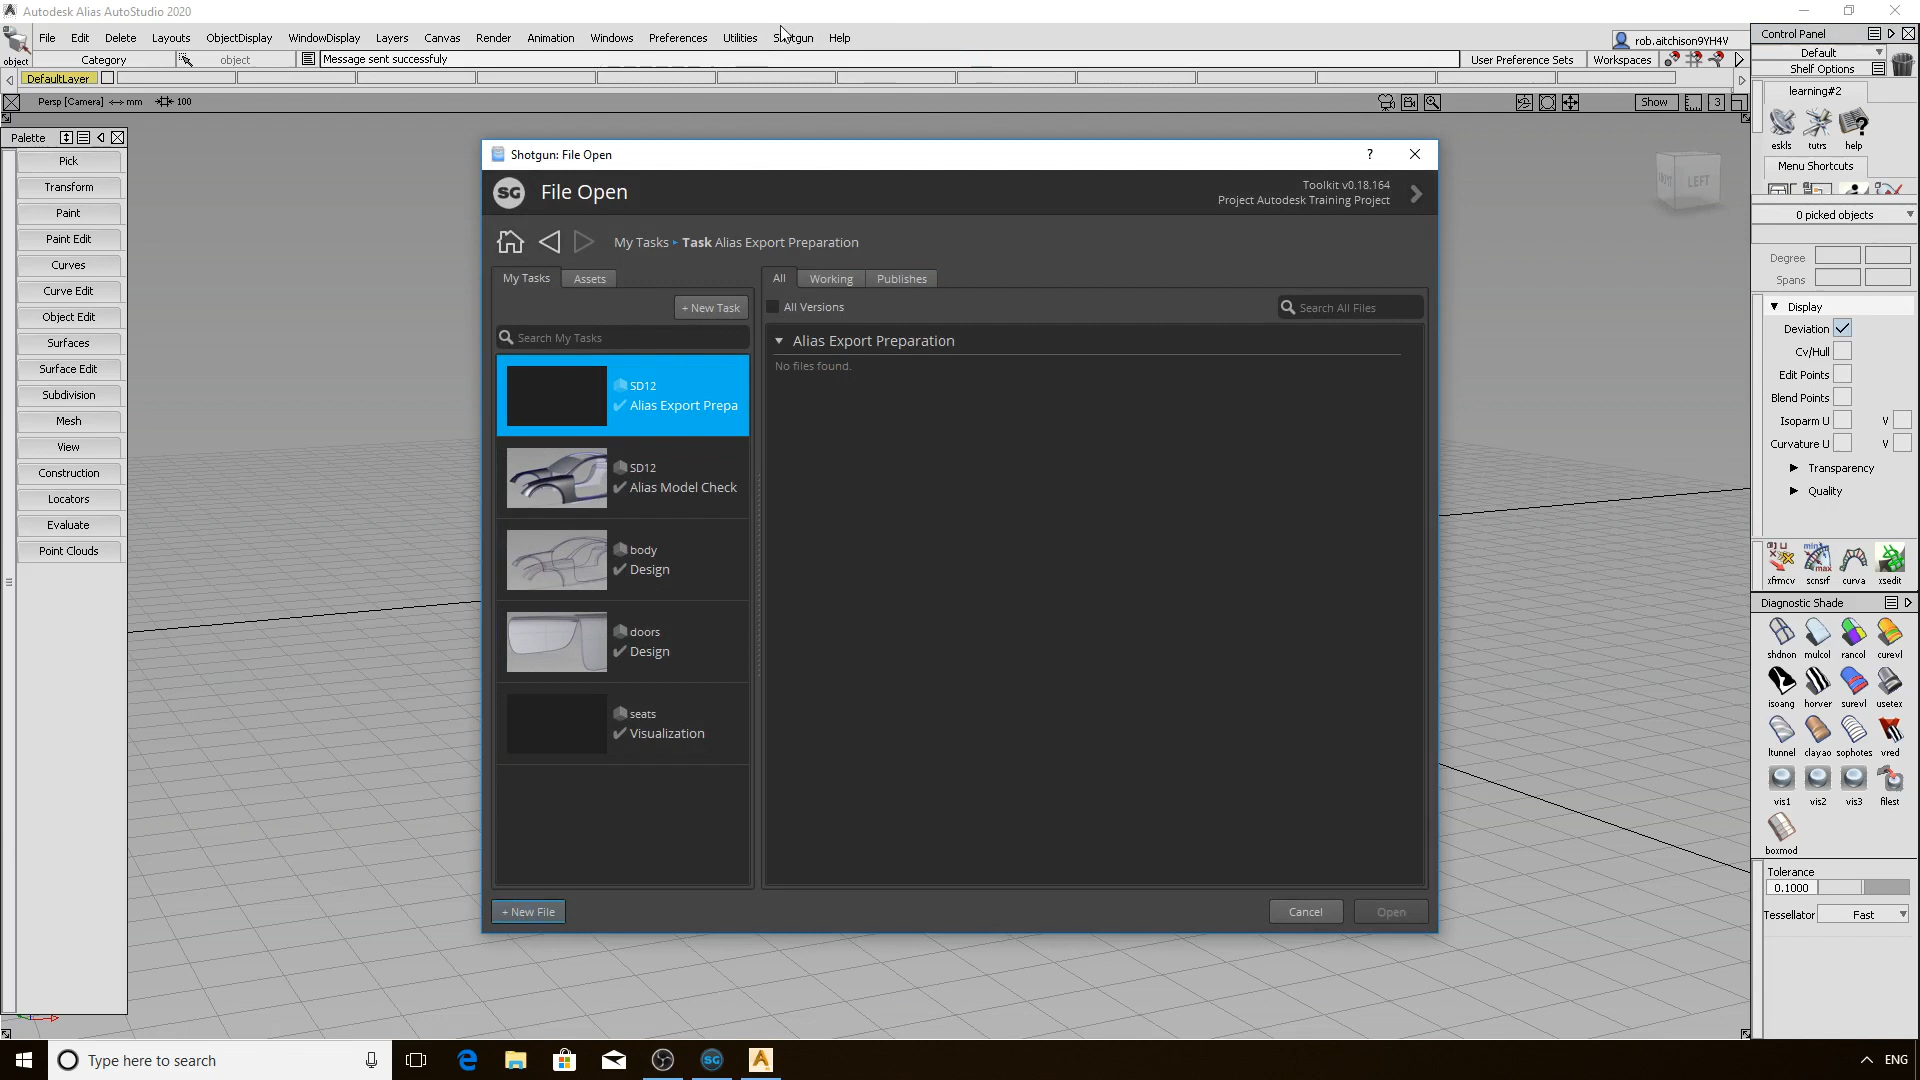 Autodesk Alias AutoStudio 2020
File Edit Delete Layouts ObjectDisplay WindowDisplay Layers Canvas Render Animation Windows Preferences Utilities Shotgun Help
rob.aitchison9YH4V
object Category object Message sent successfuly User Preference Sets Workspaces
DefaultLayer
Persp [Camera] mm 100 Show 3
Palette
Pick
Transform
Paint
Paint Edit
Curves
Curve Edit
Object Edit
Surfaces
Surface Edit
Subdivision
Mesh
View
Construction
Locators
Evaluate
Point Clouds
LEFT
Shotgun: File Open ?
SG File Open
Toolkit v0.18.164
Project Autodesk Training Project
My Tasks Task Alias Export Preparation
My Tasks Assets
+ New Task
Search My Tasks
SD12
Alias Export Prepa
SD12
Alias Model Check
body
Design
doors
Design
seats
Visualization
All Working Publishes
All Versions Search All Files
Alias Export Preparation
No files found.
+ New File Cancel Open
Control Panel
Default
Shelf Options
learning#2
eskls tutrs help
Menu Shortcuts
0 picked objects
Degree
Spans
Display
Deviation
Cv/Hull
Edit Points
Blend Points
Isoparm U V
Curvature U V
Transparency
Quality
xfrmcv scnsrf curva xsedit
Diagnostic Shade
shdnon mulcol rancol curevl
isoang horver surevl usetex
ltunnel clayao sophotes vred
vis1 vis2 vis3 filest
boxmod
Tolerance
0.1000
Tessellator Fast
Type here to search
SG
ENG